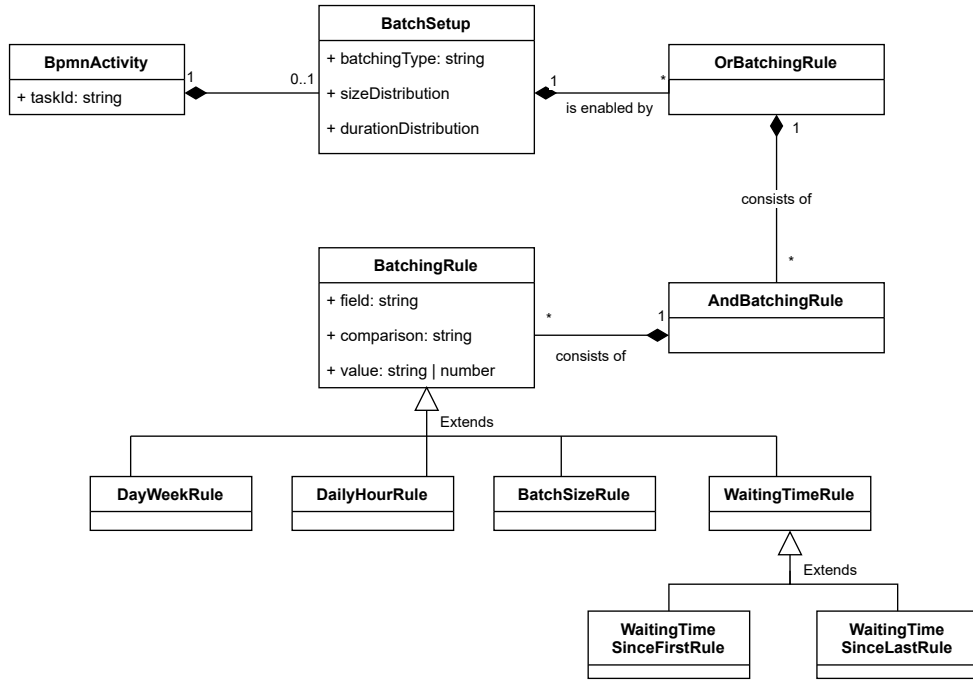 BatchSetup
BpmnActivity
OrBatchingRule
+ batchingType: string
1
0..1
1
*
+ taskId: string
+ sizeDistribution
is enabled by
+ durationDistribution
1
consists of
BatchingRule
*
AndBatchingRule
+ field: string
*
1
+ comparison: string
consists of
+ value: string | number
Extends
DayWeekRule
DailyHourRule
BatchSizeRule
WaitingTimeRule
Extends
WaitingTime
SinceFirstRule
WaitingTime
SinceLastRule